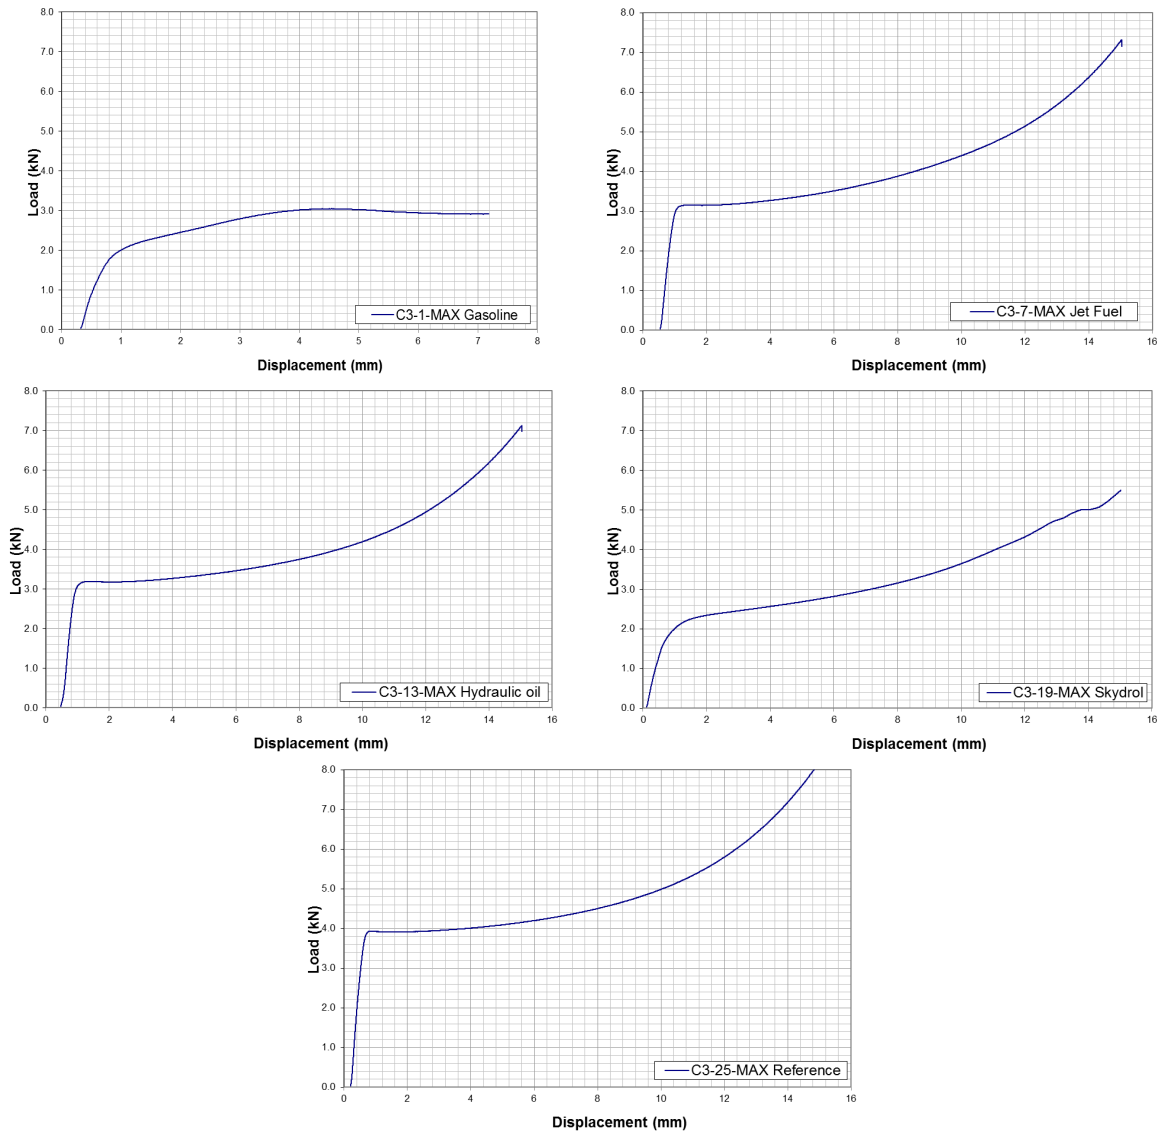 8.0
7.0
6.0
5.0
4.0
3.0
2.0
1.0
0.0
Load (kN)
C3-1-MAX Gasoline
0 1 2 3 4 5 6 7 8
Displacement (mm)
8.0
7.0
6.0
5.0
4.0
3.0
2.0
1.0
0.0
Load (kN)
C3-7-MAX Jet Fuel
0 2 4 6 8 10 12 14 16
Displacement (mm)
8.0
7.0
6.0
5.0
4.0
3.0
2.0
1.0
0.0
Load (kN)
C3-13-MAX Hydraulic oil
0 2 4 6 8 10 12 14 16
Displacement (mm)
8.0
7.0
6.0
5.0
4.0
3.0
2.0
1.0
0.0
Load (kN)
C3-19-MAX Skydrol
0 2 4 6 8 10 12 14 16
Displacement (mm)
8.0
7.0
6.0
5.0
4.0
3.0
2.0
1.0
0.0
Load (kN)
C3-25-MAX Reference
0 2 4 6 8 10 12 14 16
Displacement (mm)